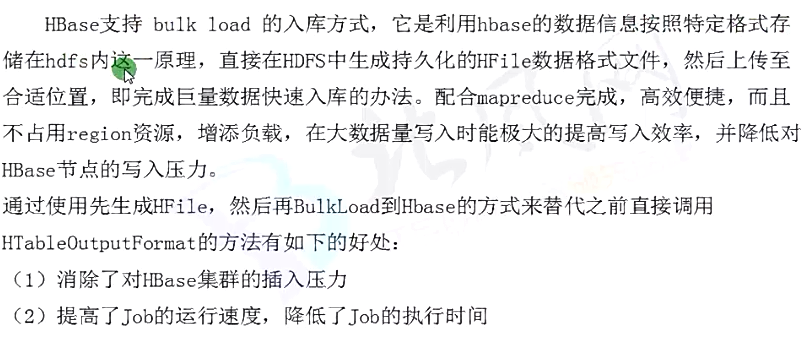 HBase支持 bulk load 的入库方式，它是利用hbase的数据信息按照特定格式存
储在hdfs内这一原理，直接在HDFS中生成持久化的HFile数据格式文件，然后上传至
合适位置，即完成巨量数据快速入库的办法。配合mapreduce完成，高效便捷，而且
不占用region资源，增添负载，在大数据量写入时能极大的提高写入效率，并降低对
HBase节点的写入压力。
通过使用先生成HFile，然后再BulkLoad到Hbase的方式来替代之前直接调用
HTableOutputFormat的方法有如下的好处：
（1）消除了对HBase集群的插入压力
（2）提高了Job的运行速度，降低了Job的执行时间
北风网